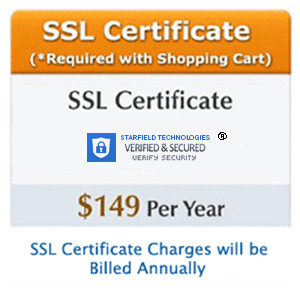 SSL Certificate
(*Required with Shopping Cart)
SSL Certificate
STARFIELD TECHNOLOGIES ®
VERIFIED & SECURED
VERIFY SECURITY
$149 Per Year
SSL Certificate Charges will be
Billed Annually